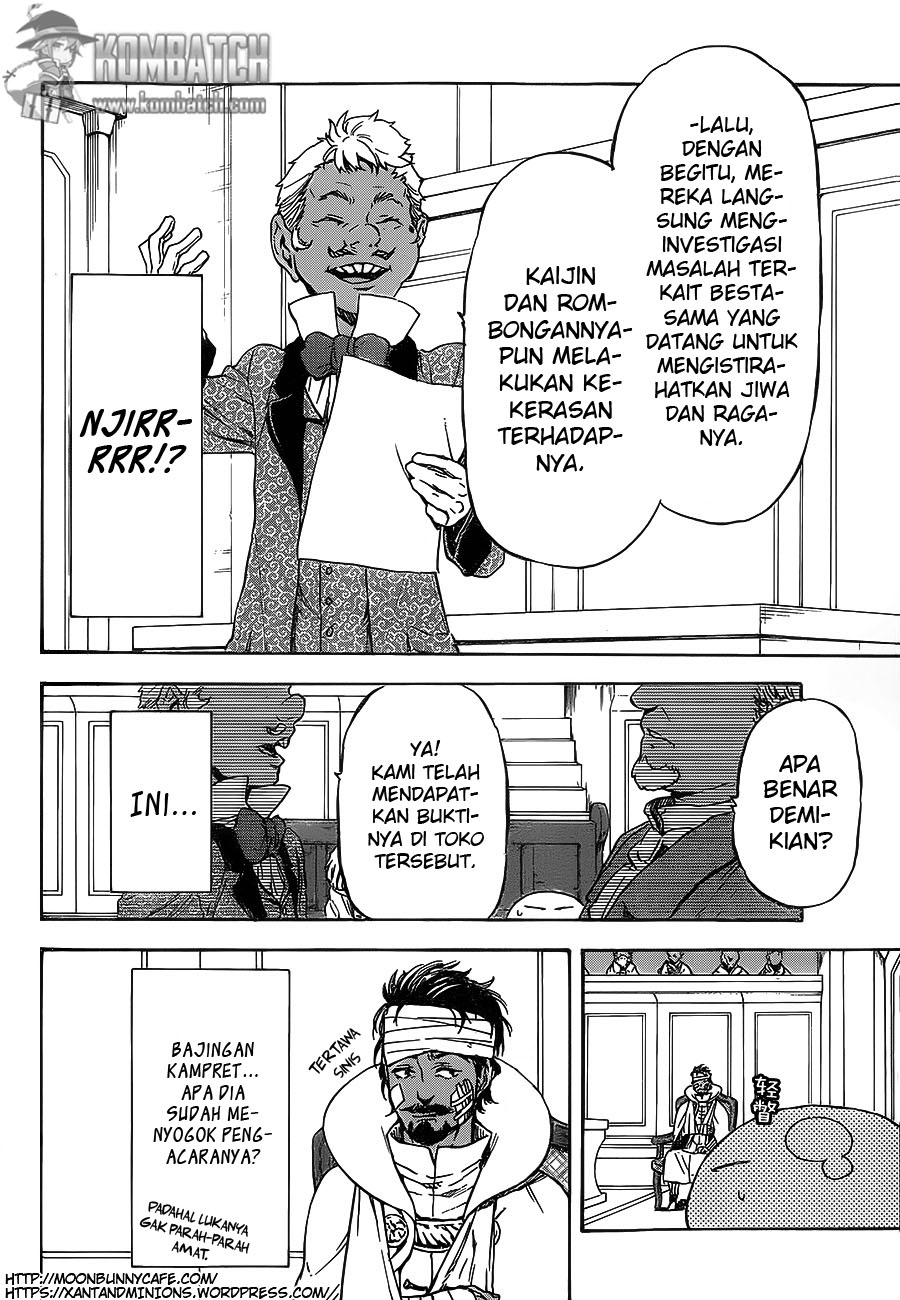 KOMBATCH
www.kombatch.com
-LALU,
DENGAN
BEGITU, ME-
REKA LANG-
SUNG MENG-
INVESTIGASI
MASALAH TER-
KAIT BESTA-
SAMA YANG
DATANG UNTUK
MENGISTIRA-
HATKAN JIWA
DAN RAGA-
NYA.
KAIJIN
DAN ROM-
BONGANNYA-
PUN MELA-
KUKAN KE-
KERASAN
TERHADAP-
NYA.
NJIRR-
RRR!?
APA
BENAR
DEMI-
KIAN?
YA!
KAMI TELAH
MENDAPAT-
KAN BUKTI-
NYA DI TOKO
TERSEBUT.
INI...
轻瞥
TERTAWA
SINIS
BAJINGAN
KAMPRET...
APA DIA
SUDAH ME-
NYOGOK PENG-
ACARANYA?
PADAHAL LUKANYA
GAK PARAH-PARAH
AMAT.
HTTP://MOONBUNNYCAFE.COM/
HTTPS://XANTANDMINIONS.WORDPRESS.COM//